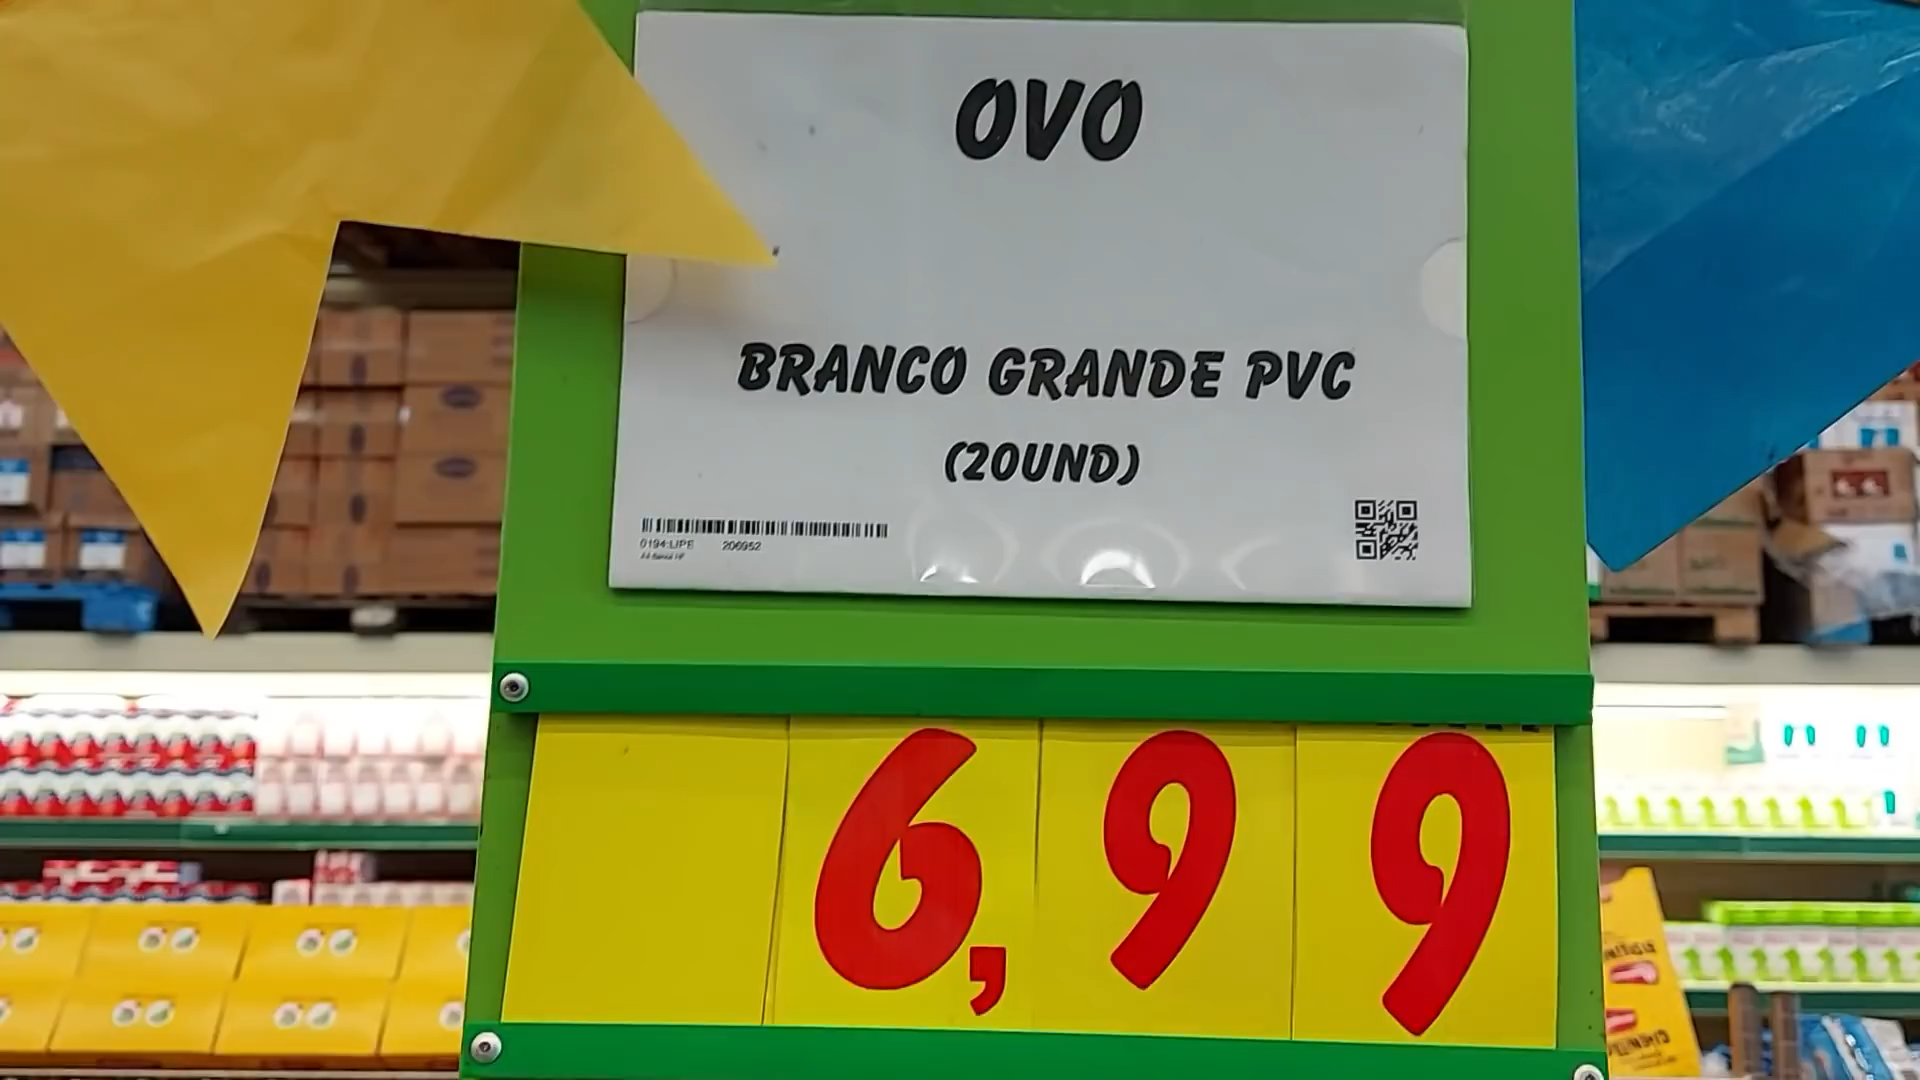 OVO
BRANCO GRANDE PVC
(20UND)
0194:LIPE 206952
6,99